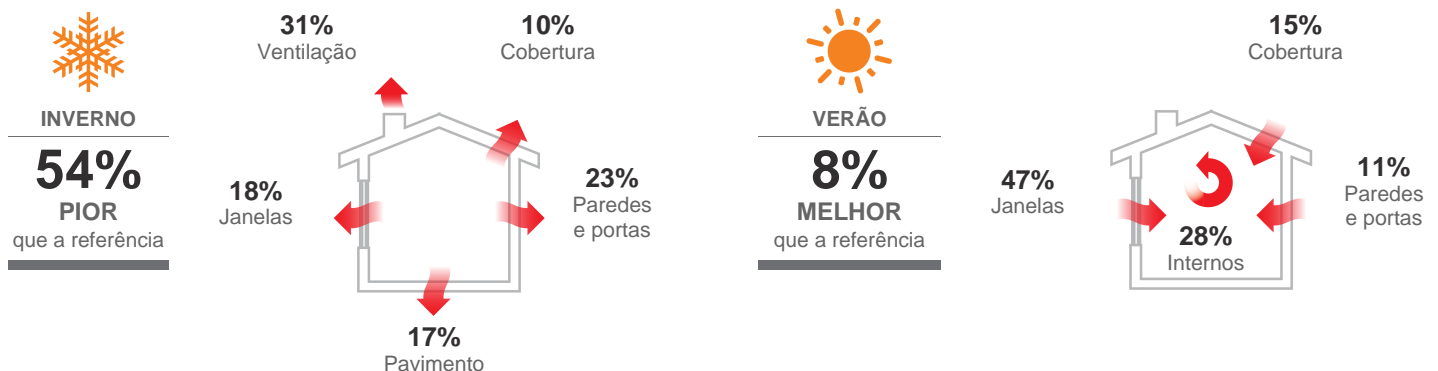 INVERNO
54%
PIOR
que a referência
31%
Ventilação
10%
Cobertura
18%
Janelas
23%
Paredes
e portas
17%
Pavimento
VERÃO
8%
MELHOR
que a referência
15%
Cobertura
47%
Janelas
11%
Paredes
e portas
28%
Internos